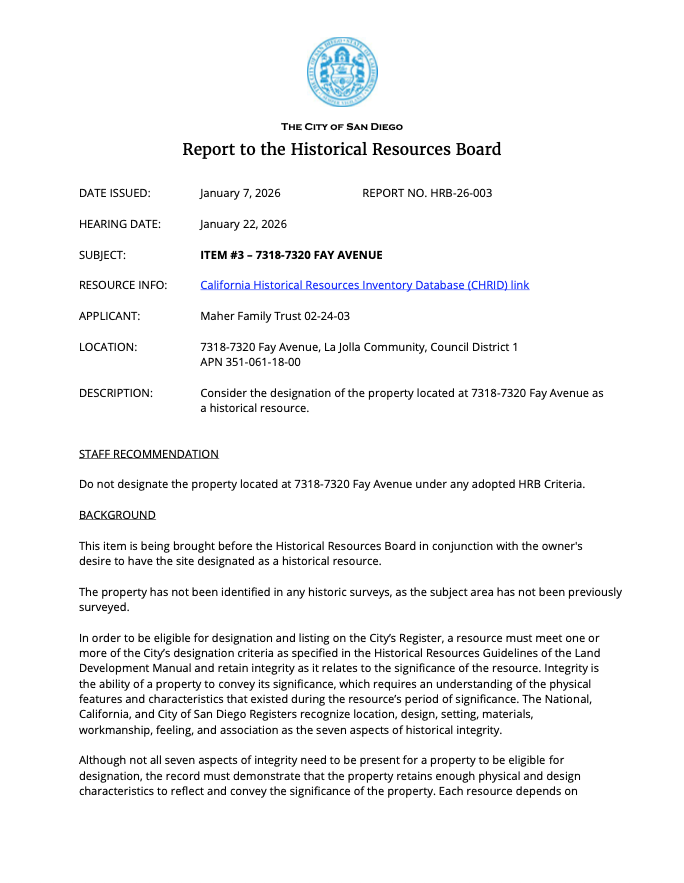 THE CITY OF SAN DIEGO
Report to the Historical Resources Board
DATE ISSUED: January 7, 2026 REPORT NO. HRB-26-003
HEARING DATE: January 22, 2026
SUBJECT: ITEM #3 – 7318-7320 FAY AVENUE
RESOURCE INFO: California Historical Resources Inventory Database (CHRID) link
APPLICANT: Maher Family Trust 02-24-03
LOCATION: 7318-7320 Fay Avenue, La Jolla Community, Council District 1
APN 351-061-18-00
DESCRIPTION: Consider the designation of the property located at 7318-7320 Fay Avenue as
a historical resource.
STAFF RECOMMENDATION
Do not designate the property located at 7318-7320 Fay Avenue under any adopted HRB Criteria.
BACKGROUND
This item is being brought before the Historical Resources Board in conjunction with the owner's
desire to have the site designated as a historical resource.
The property has not been identified in any historic surveys, as the subject area has not been previously
surveyed.
In order to be eligible for designation and listing on the City’s Register, a resource must meet one or
more of the City’s designation criteria as specified in the Historical Resources Guidelines of the Land
Development Manual and retain integrity as it relates to the significance of the resource. Integrity is
the ability of a property to convey its significance, which requires an understanding of the physical
features and characteristics that existed during the resource’s period of significance. The National,
California, and City of San Diego Registers recognize location, design, setting, materials,
workmanship, feeling, and association as the seven aspects of historical integrity.
Although not all seven aspects of integrity need to be present for a property to be eligible for
designation, the record must demonstrate that the property retains enough physical and design
characteristics to reflect and convey the significance of the property. Each resource depends on